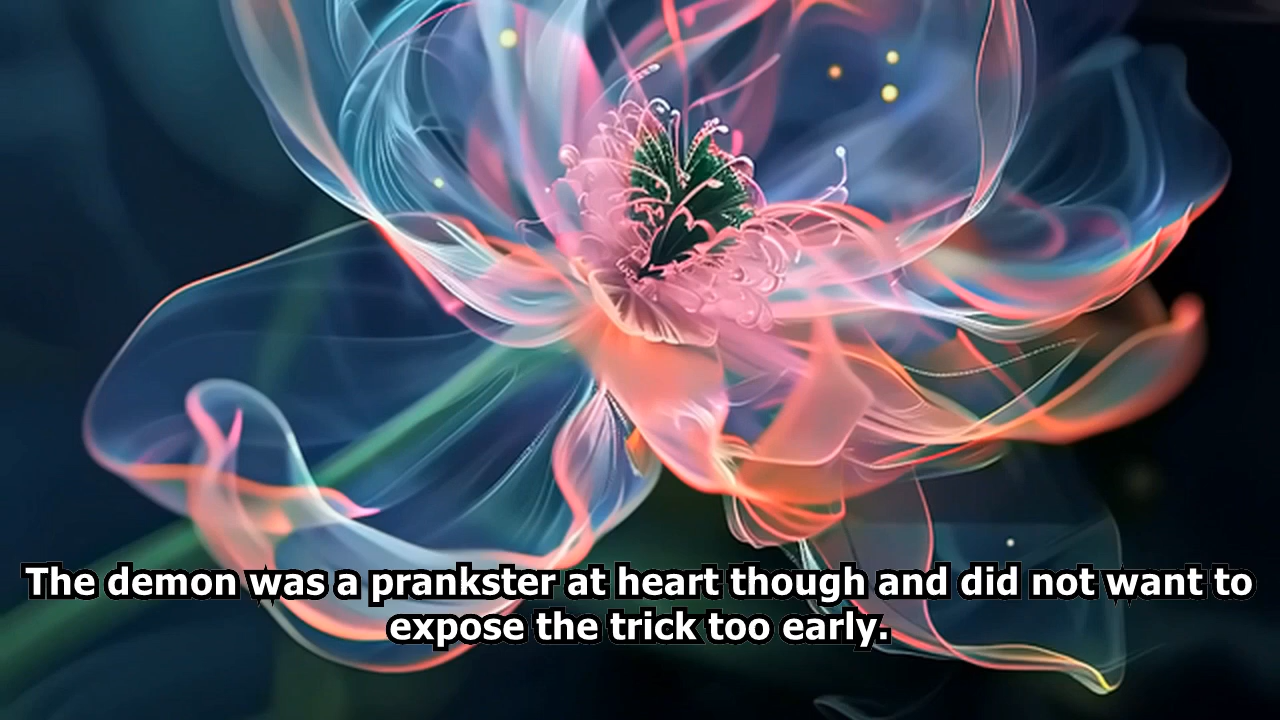 The demon was a prankster at heart though and did not want to
expose the trick too early.